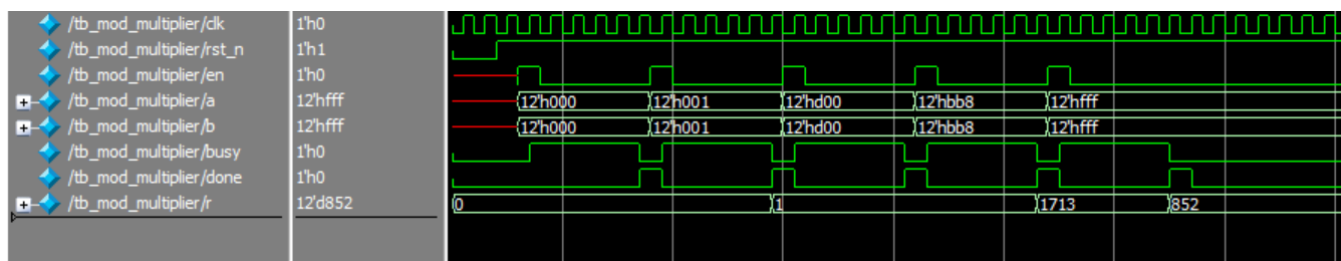 /tb_mod_multiplier/clk 1'h0
/tb_mod_multiplier/rst_n 1'h1
/tb_mod_multiplier/en 1'h0
/tb_mod_multiplier/a 12'hfff 12'h000 12'h001 12'hd00 12'hbb8 12'hfff
/tb_mod_multiplier/b 12'hfff 12'h000 12'h001 12'hd00 12'hbb8 12'hfff
/tb_mod_multiplier/busy 1'h0
/tb_mod_multiplier/done 1'h0
/tb_mod_multiplier/r 12'd852 0 1 1713 852